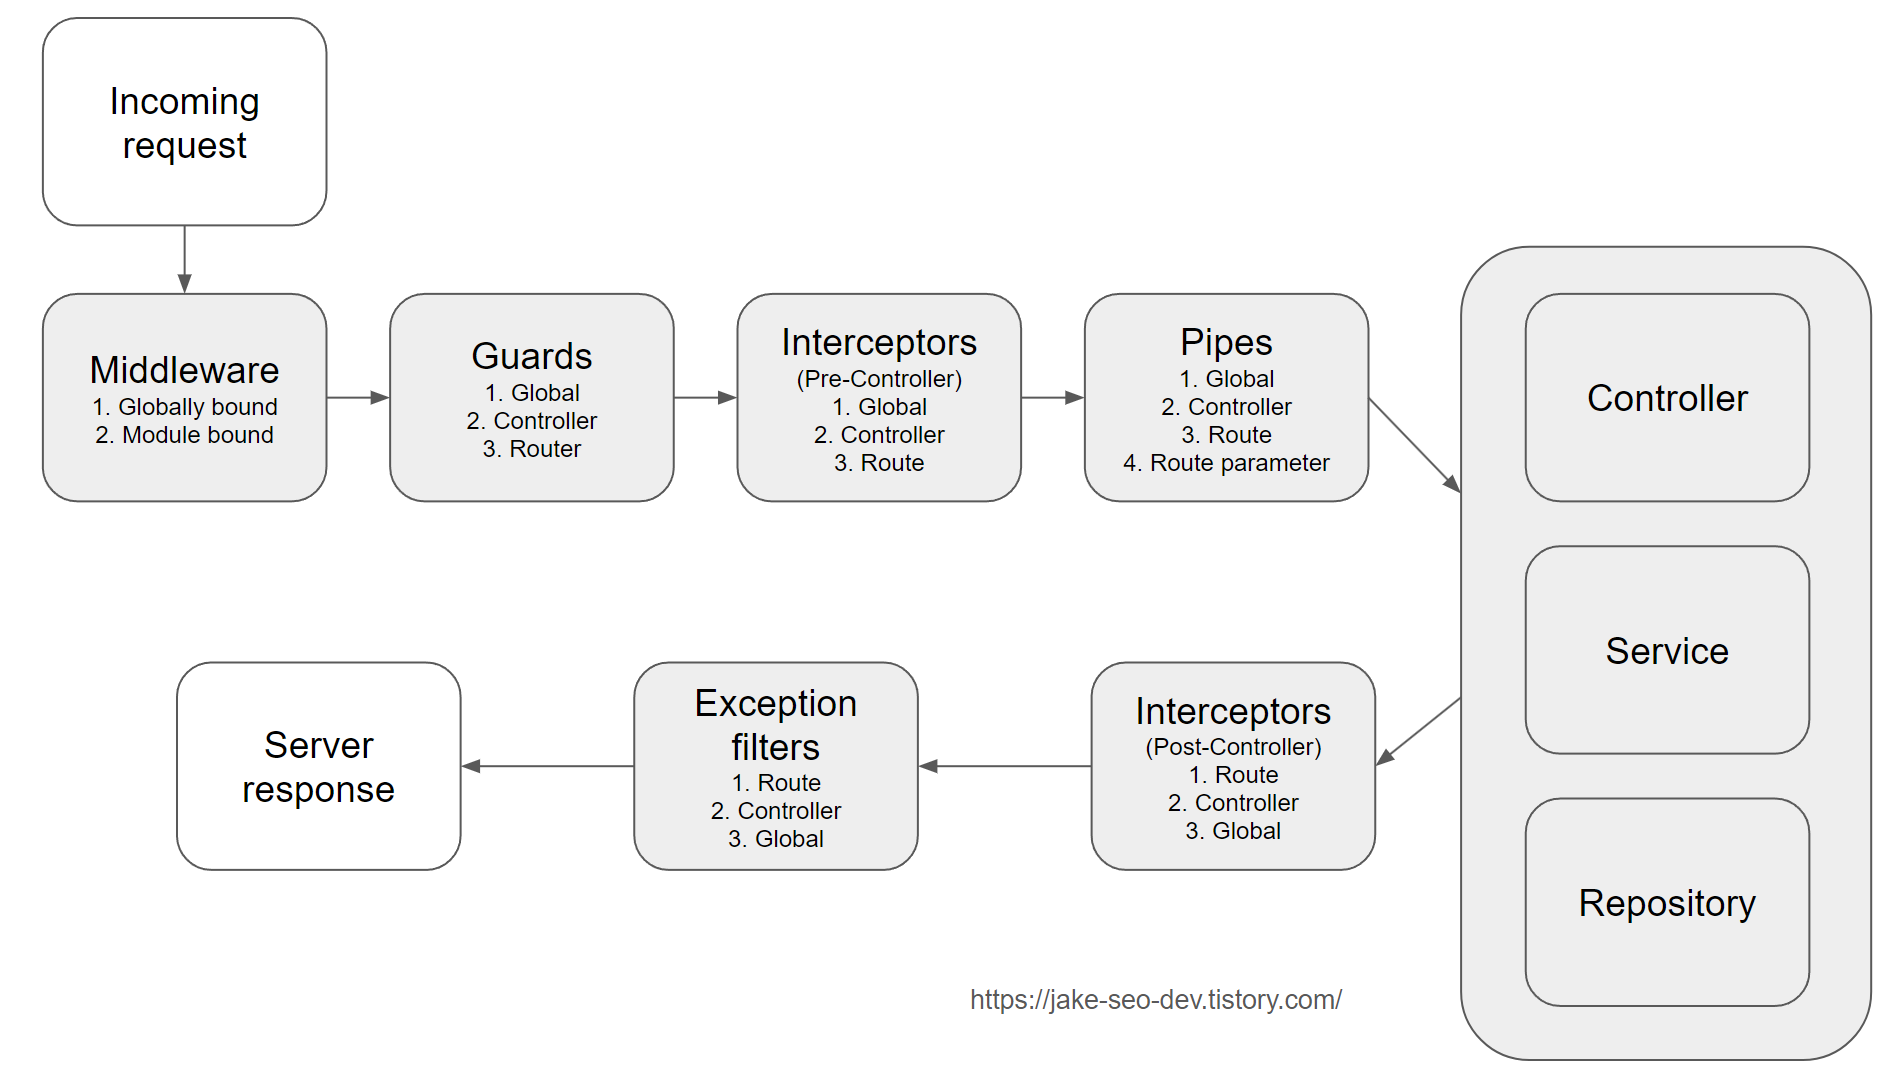 Incoming
request
Middleware
1. Globally bound
2. Module bound
Guards
1. Global
2. Controller
3. Router
Interceptors
(Pre-Controller)
1. Global
2. Controller
3. Route
Pipes
1. Global
2. Controller
3. Route
4. Route parameter
Controller
Service
Repository
Interceptors
(Post-Controller)
1. Route
2. Controller
3. Global
Exception
filters
1. Route
2. Controller
3. Global
Server
response
https://jake-seo-dev.tistory.com/